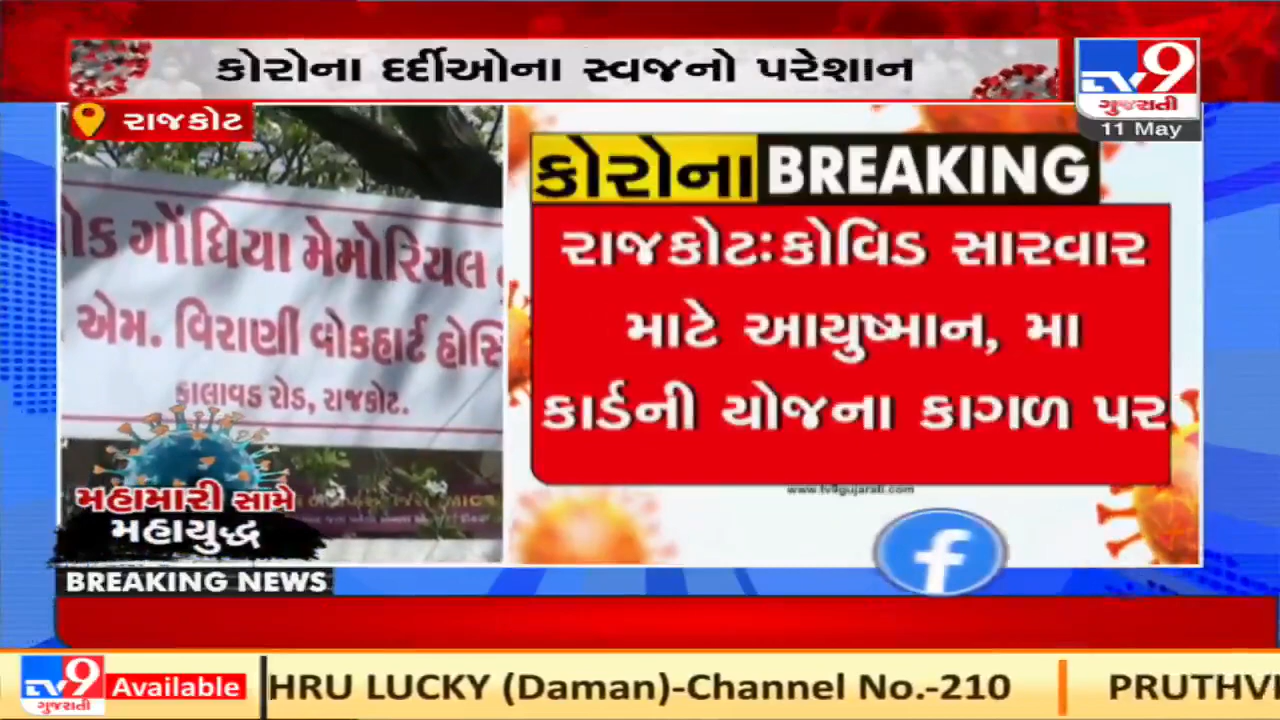 કોરોના દર્દીઓના સ્વજનો પરેશાન
TV9
ગુજરાતી
11 May
રાજકોટ
ગોંધિયા મેમોરિયલ
એમ. વિરાણી વોકહાર્ટ
કાલાવડ રોડ, રાજકોટ.
કોરોના BREAKING
રાજકોટઃકોવિડ સારવાર
માટે આયુષ્માન, મા
કાર્ડની યોજના કાગળ પર
www.tv9gujarati.com
f
મહામારી સામે
મહાયુદ્ધ
BREAKING NEWS
TV9
ગુજરાતી
Available
HRU LUCKY (Daman)-Channel No.-210